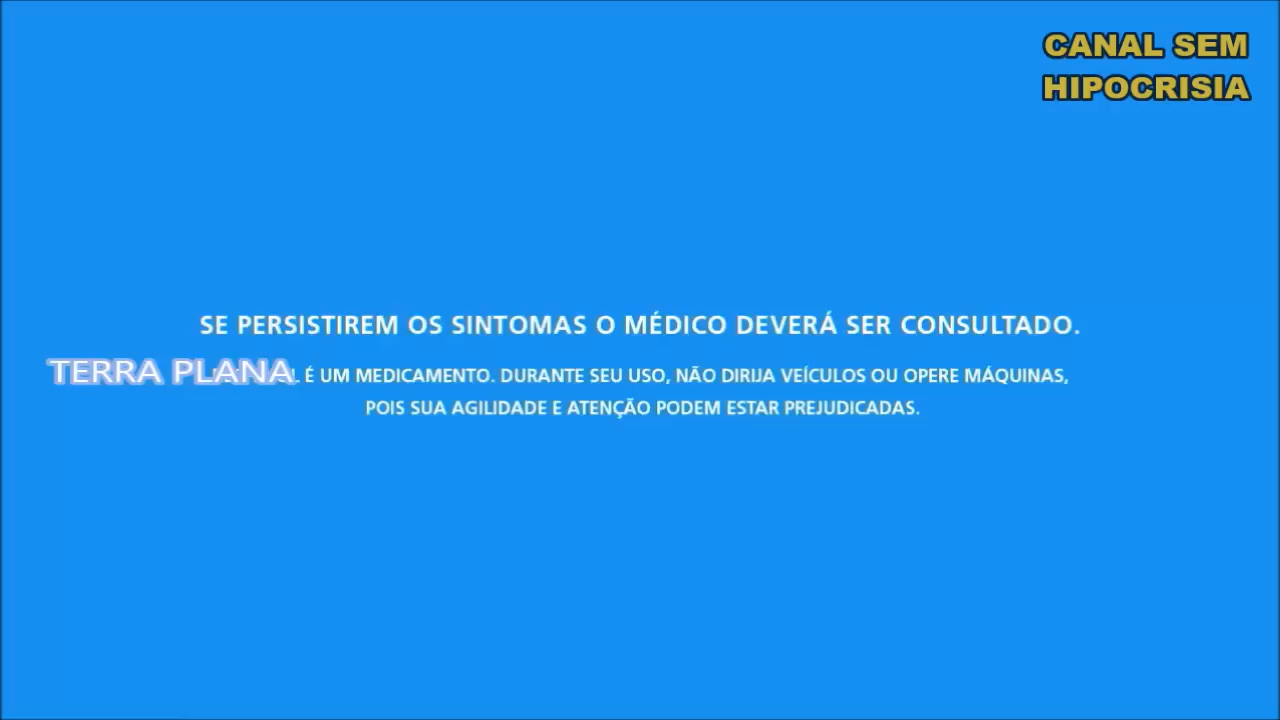 CANAL SEM
HIPOCRISIA
SE PERSISTIREM OS SINTOMAS O MÉDICO DEVERÁ SER CONSULTADO.
TERRA PLANA É UM MEDICAMENTO. DURANTE SEU USO, NÃO DIRIJA VEÍCULOS OU OPERE MÁQUINAS,
POIS SUA AGILIDADE E ATENÇÃO PODEM ESTAR PREJUDICADAS.